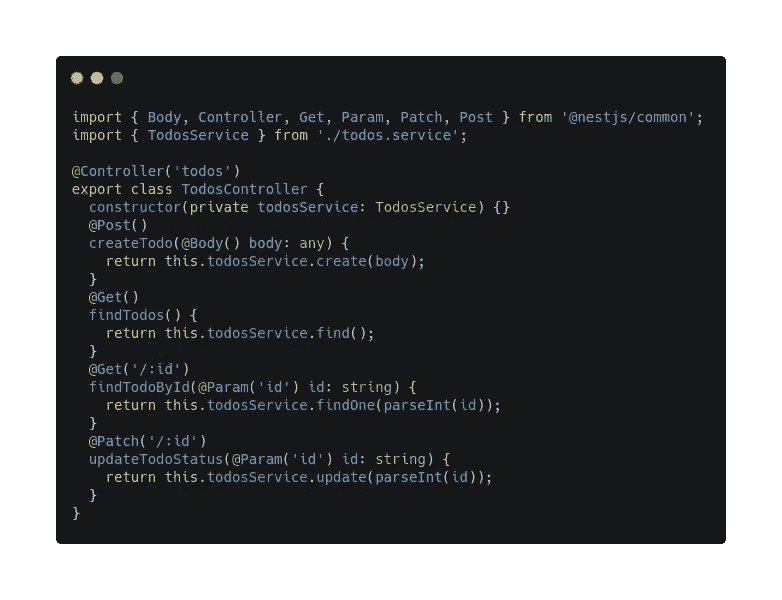 import { Body, Controller, Get, Param, Patch, Post } from '@nestjs/common';
import { TodosService } from './todos.service';

@Controller('todos')
export class TodosController {
  constructor(private todosService: TodosService) {}
  @Post()
  createTodo(@Body() body: any) {
    return this.todosService.create(body);
  }
  @Get()
  findTodos() {
    return this.todosService.find();
  }
  @Get('/:id')
  findTodoById(@Param('id') id: string) {
    return this.todosService.findOne(parseInt(id));
  }
  @Patch('/:id')
  updateTodoStatus(@Param('id') id: string) {
    return this.todosService.update(parseInt(id));
  }
}